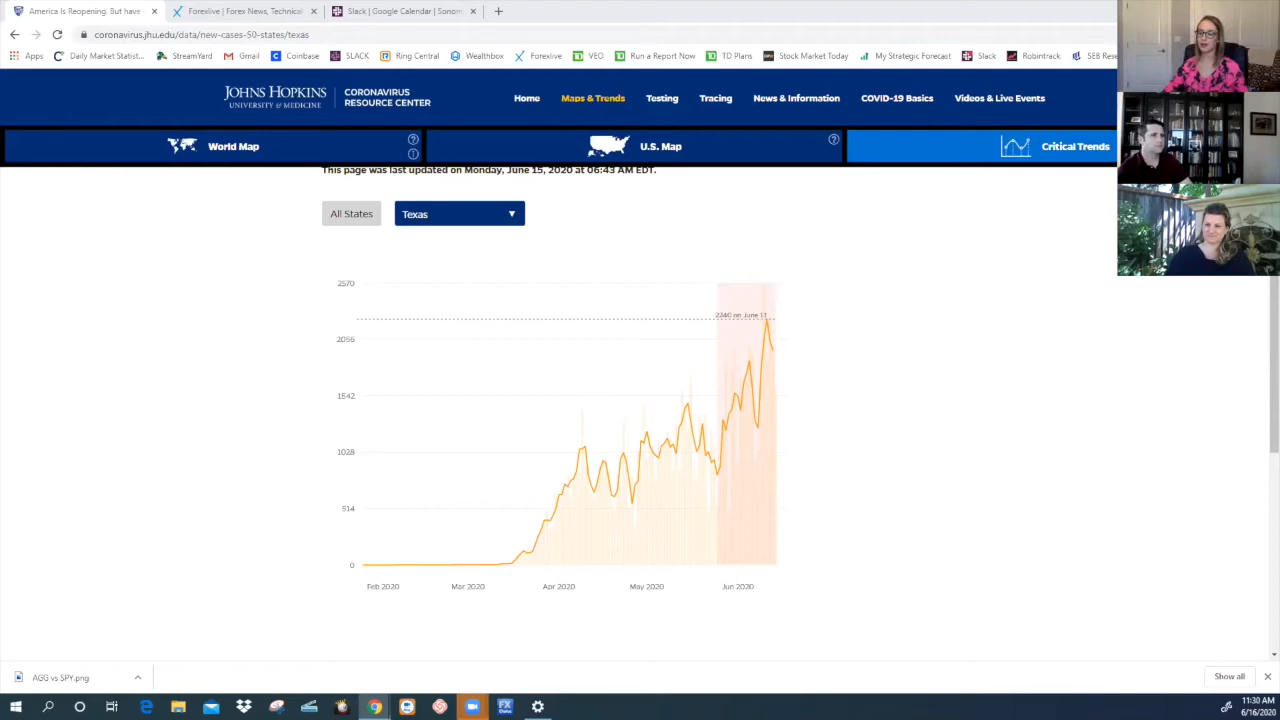 America Is Reopening. But have
Forexlive | Forex News, Technical
Slack | Google Calendar | Sonom
coronavirus.jhu.edu/data/new-cases-50-states/texas
Apps
Daily Market Statist...
StreamYard
Gmail
Coinbase
SLACK
Ring Central
Wealthbox
Forexlive
VEO
Run a Report Now
TD Plans
Stock Market Today
My Strategic Forecast
Slack
Robintrack
SEB Rese
JOHNS HOPKINS
UNIVERSITY & MEDICINE
CORONAVIRUS
RESOURCE CENTER
Home
Maps & Trends
Testing
Tracing
News & Information
COVID-19 Basics
Videos & Live Events
World Map
U.S. Map
Critical Trends
This page was last updated on Monday, June 15, 2020 at 06:43 AM EDT.
All States
Texas
2570
2240 on June 11
2056
1542
1028
514
0
Feb 2020
Mar 2020
Apr 2020
May 2020
Jun 2020
AGG vs SPY.png
Show all
11:30 AM
6/16/2020